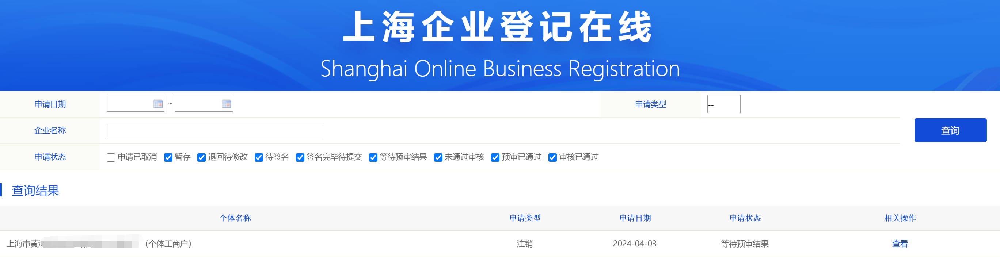 上海企业登记在线
Shanghai Online Business Registration
申请日期 ~ 申请类型 --
企业名称
查询
申请状态 申请已取消 暂存 退回待修改 待签名 签名完毕待提交 等待预审结果 未通过审核 预审已通过 审核已通过
查询结果
个体名称 申请类型 申请日期 申请状态 相关操作
上海市黄 （个体工商户） 注销 2024-04-03 等待预审结果 查看